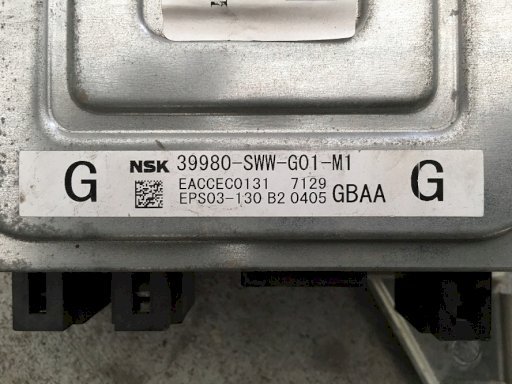 G NSK 39980-SWW-G01-M1 G
EACCEC0131 7129
EPS03-130 B2 0405 GBAA